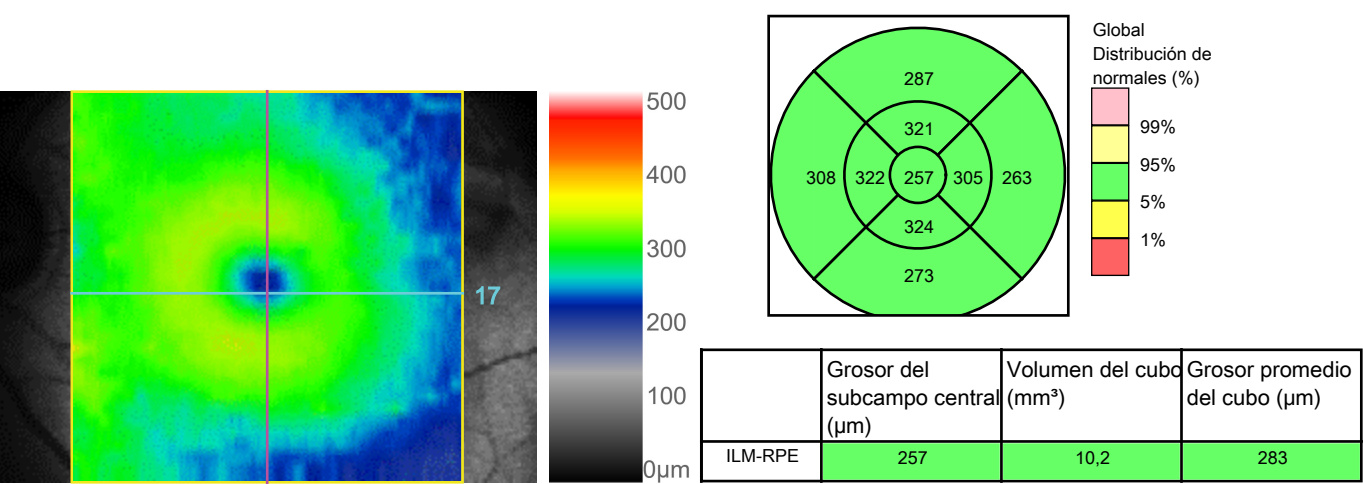 500
400
300
200
100
0µm
17
287
321
308 322 257 305 263
324
273
Global
Distribución de
normales (%)
99%
95%
5%
1%
Grosor del
subcampo central
(µm)
Volumen del cubo
(mm³)
Grosor promedio
del cubo (µm)
ILM-RPE 257 10,2 283